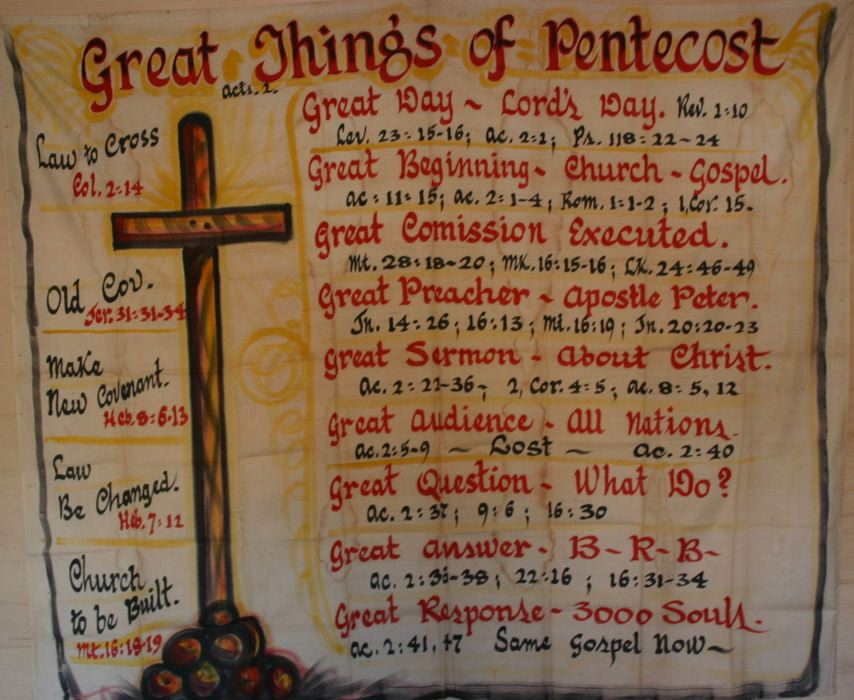 Great Things of Pentecost
acts. 2.
Law to Cross
Col. 2:14
Old Cov.
Jer. 31:31-34
Make
New Covenant.
Heb. 8:6-13
Law
Be Changed.
Heb. 7:12
Church
to be Built.
Mt. 16:18-19
Great Day ~ Lord's Day. Rev. 1:10
Lev. 23:15-16; ac. 2:1; Ps. 118:22-24
Great Beginning - Church - Gospel.
ac: 11:15; ac. 2:1-4; Rom. 1:1-2; 1, Cor. 15.
Great Comission Executed.
Mt. 28:18-20; Mk. 16:15-16; Lk. 24:46-49
Great Preacher ~ Apostle Peter.
Jn. 14:26; 16:13; Mt. 16:19; Jn. 20:20-23
Great Sermon - About Christ.
ac. 2:22-36; 2, Cor. 4:5; ac. 8:5, 12
Great Audience - All Nations.
ac. 2:5-9 ~ Lost ~ ac. 2:40
Great Question - What Do?
ac. 2:37; 9:6; 16:30
Great answer - B-R-B-
ac. 2:36-38; 22:16; 16:31-34
Great Response - 3000 Souls.
ac. 2:41, 47 Same Gospel Now~